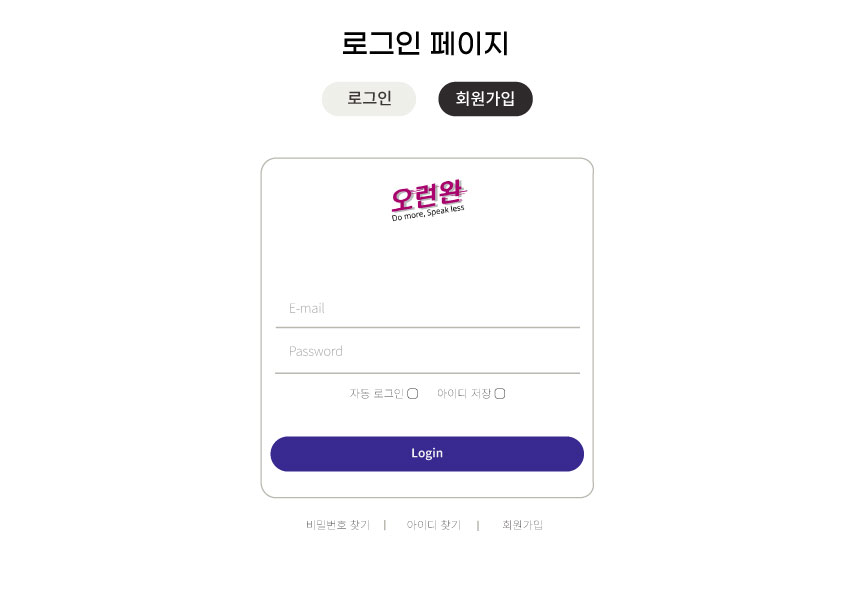 로그인 페이지
로그인 회원가입
오런완
Do more, Speak less
E-mail
Password
자동 로그인 아이디 저장
Login
비밀번호 찾기 | 아이디 찾기 | 회원가입